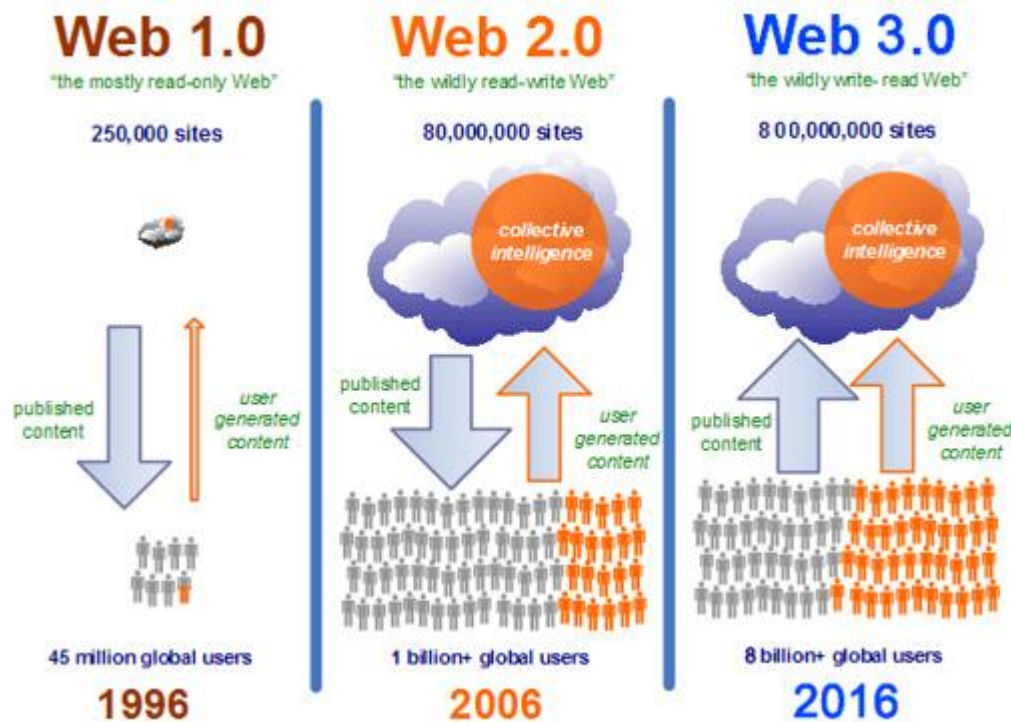 Web 1.0
"the mostly read-only Web"
250,000 sites
published
content
user
generated
content
45 million global users
1996
Web 2.0
"the wildly read-write Web"
80,000,000 sites
collective
intelligence
published
content
user
generated
content
1 billion+ global users
2006
Web 3.0
"the wildly write- read Web"
800,000,000 sites
collective
intelligence
published
content
user
generated
content
8 billion+ global users
2016